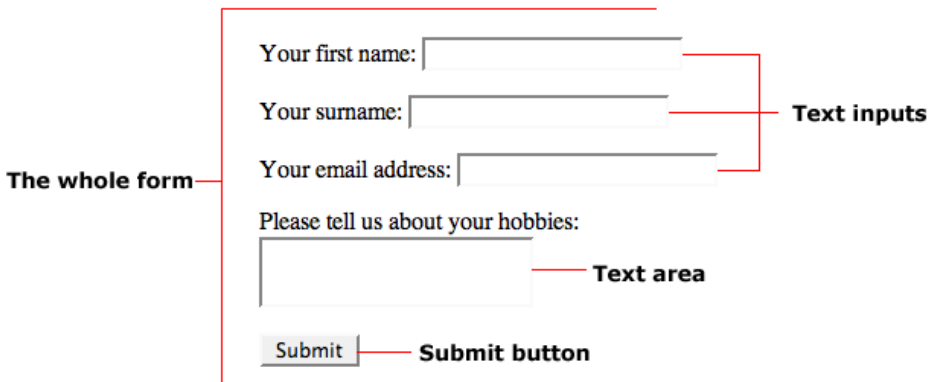 Your first name:
Your surname:
Text inputs
Your email address:
The whole form
Please tell us about your hobbies:
Text area
Submit
Submit button